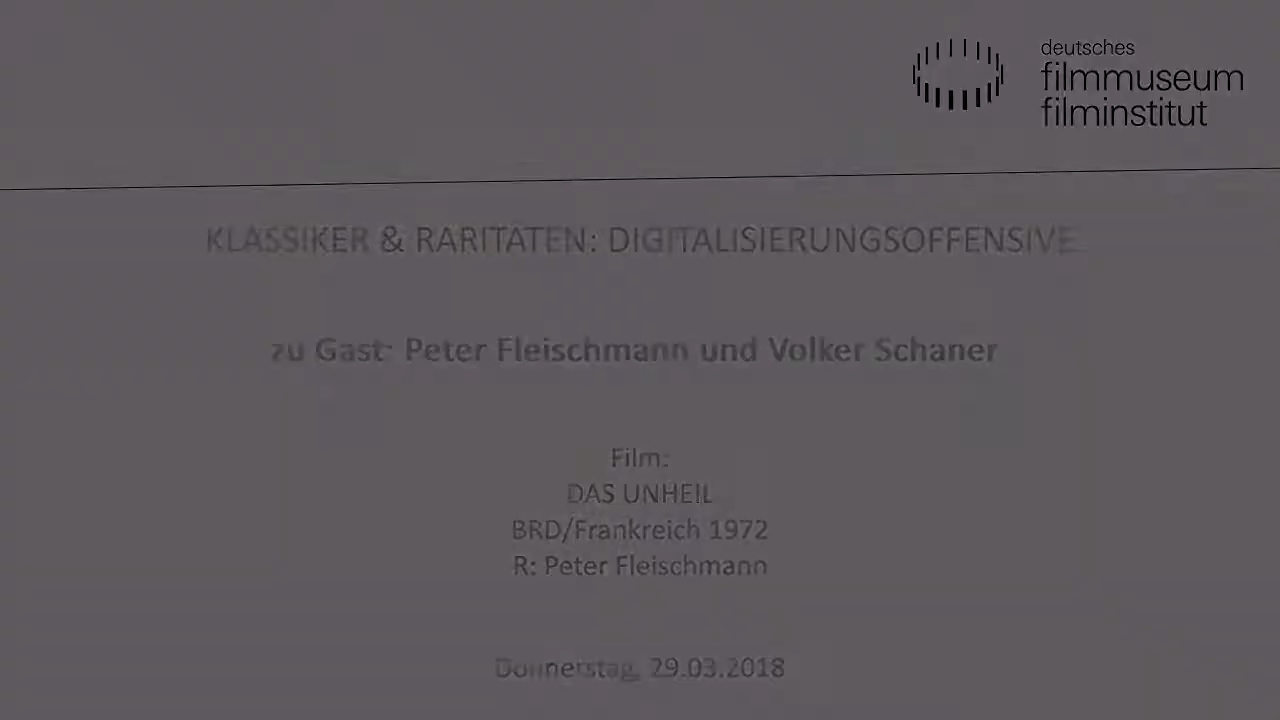 deutsches
filmmuseum
filminstitut
KLASSIKER & RARITÄTEN: DIGITALISIERUNGSOFFENSIVE
zu Gast: Peter Fleischmann und Volker Schaner
Film:
DAS UNHEIL
BRD/Frankreich 1972
R: Peter Fleischmann
Donnerstag, 29.03.2018